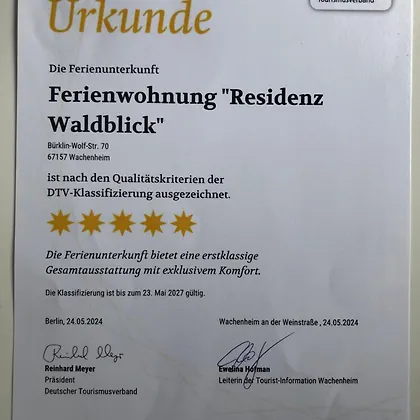 Tourismusverband
Urkunde
Die Ferienunterkunft
Ferienwohnung "Residenz
Waldblick"
Bürklin-Wolf-Str. 70
67157 Wachenheim
ist nach den Qualitätskriterien der
DTV-Klassifizierung ausgezeichnet.
Die Ferienunterkunft bietet eine erstklassige
Gesamtausstattung mit exklusivem Komfort.
Die Klassifizierung ist bis zum 23. Mai 2027 gültig.
Berlin, 24.05.2024
Wachenheim an der Weinstraße , 24.05.2024
Reinhard Meyer
Reinhard Meyer
Präsident
Deutscher Tourismusverband
Ewelina Hofman
Leiterin der Tourist-Information Wachenheim